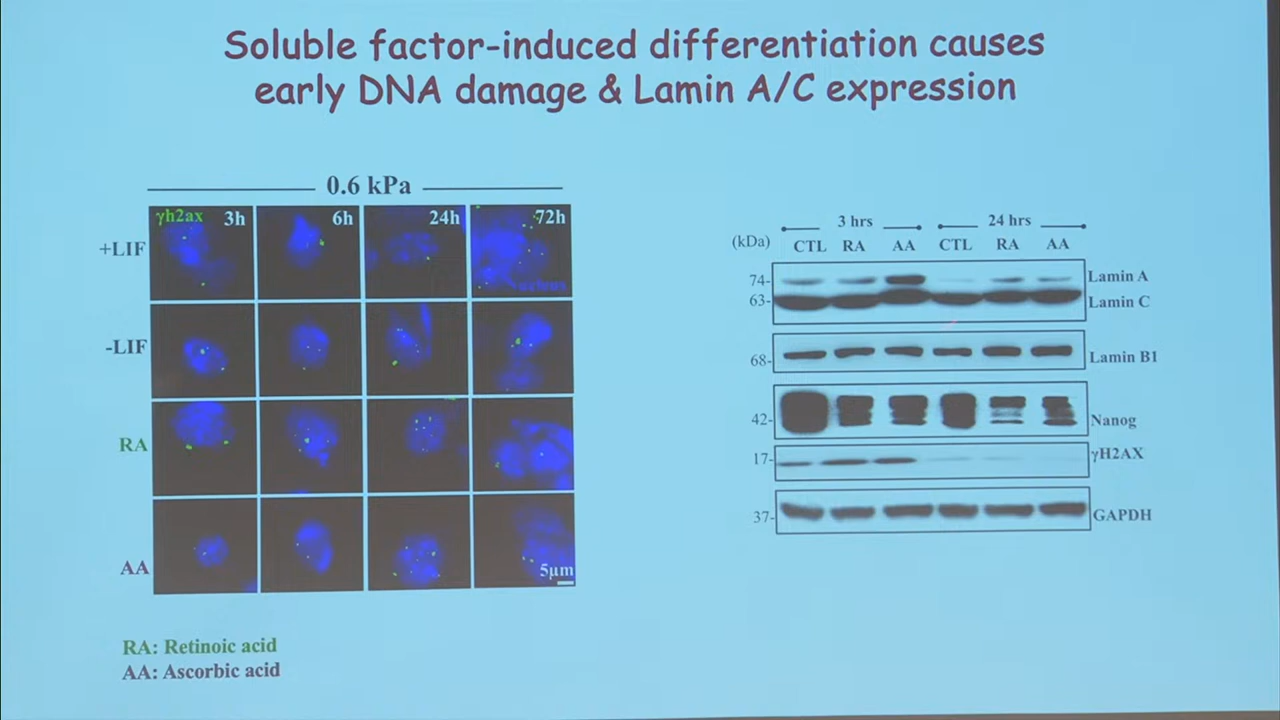 Soluble factor-induced differentiation causes
early DNA damage & Lamin A/C expression
0.6 kPa
γh2ax 3h 6h 24h 72h
+LIF
nucleus
-LIF
RA
AA
5μm
RA: Retinoic acid
AA: Ascorbic acid
3 hrs 24 hrs
(kDa) CTL RA AA CTL RA AA
74- Lamin A
63- Lamin C
68- Lamin B1
42- Nanog
17- γH2AX
37- GAPDH